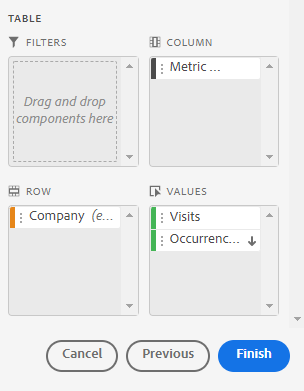 TABLE
FILTERS
COLUMN
Drag and drop
components here
Metric ...
ROW
VALUES
Company (e...
Visits
Occurrenc...
Cancel
Previous
Finish